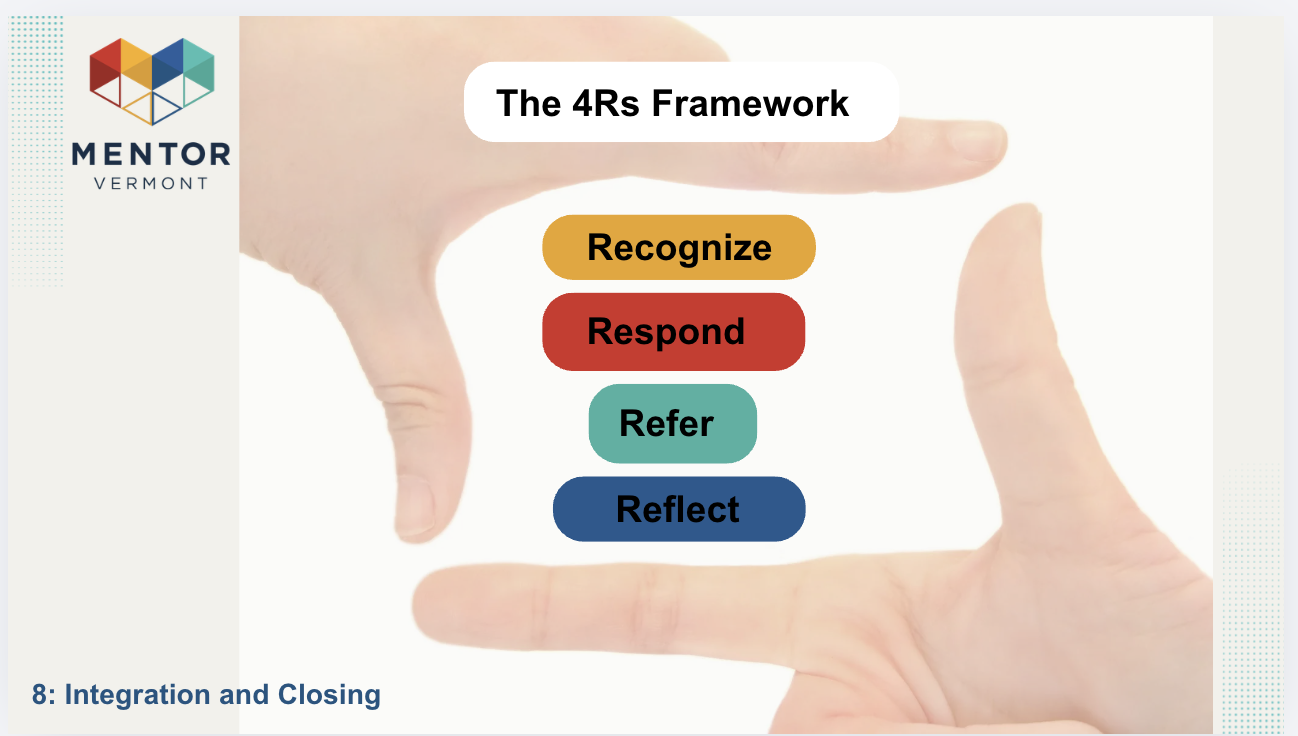 MENTOR
VERMONT
The 4Rs Framework
Recognize
Respond
Refer
Reflect
8: Integration and Closing